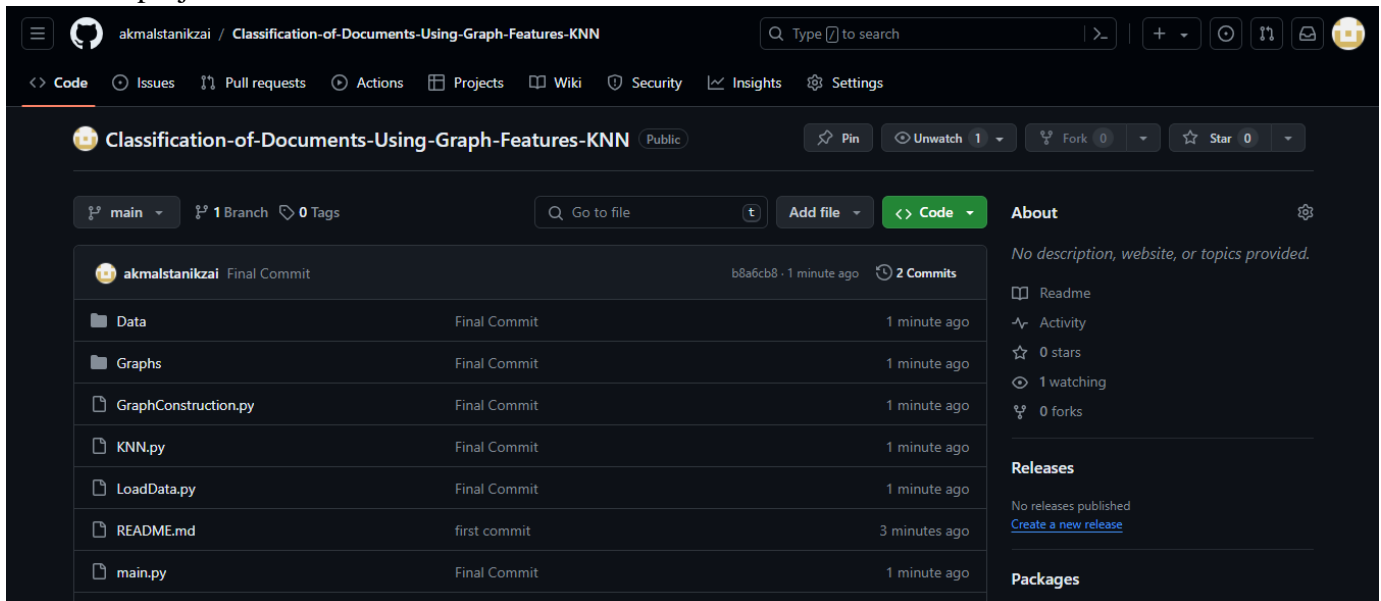 akmalstanikzai / Classification-of-Documents-Using-Graph-Features-KNN
Type / to search
Code Issues Pull requests Actions Projects Wiki Security Insights Settings
Classification-of-Documents-Using-Graph-Features-KNN Public
Pin Unwatch 1 Fork 0 Star 0
main 1 Branch 0 Tags Go to file t Add file Code
About
No description, website, or topics provided.
akmalstanikzai Final Commit b8a6cb8 · 1 minute ago 2 Commits
Data Final Commit 1 minute ago
Graphs Final Commit 1 minute ago
GraphConstruction.py Final Commit 1 minute ago
KNN.py Final Commit 1 minute ago
LoadData.py Final Commit 1 minute ago
README.md first commit 3 minutes ago
main.py Final Commit 1 minute ago
Readme
Activity
0 stars
1 watching
0 forks
Releases
No releases published
Create a new release
Packages